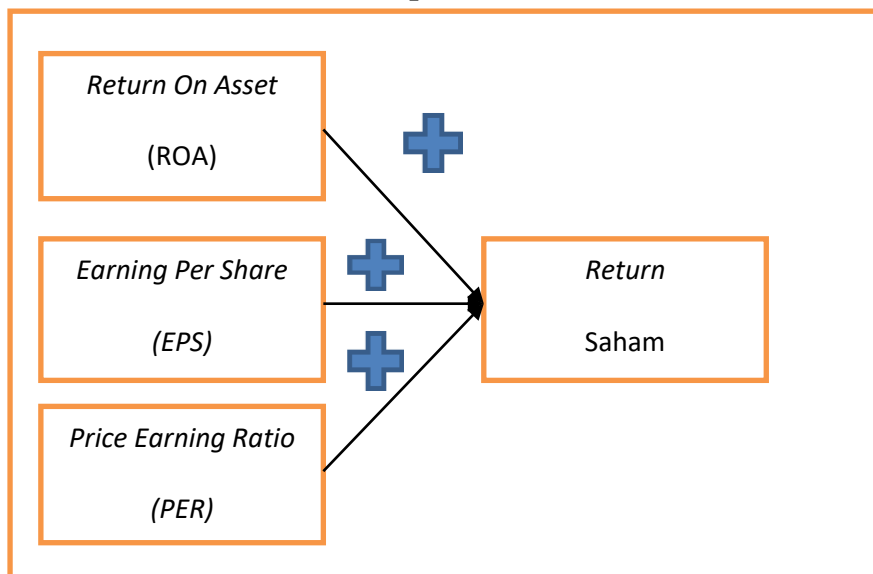 Return On Asset
(ROA)
Earning Per Share
(EPS)
Return
Saham
Price Earning Ratio
(PER)